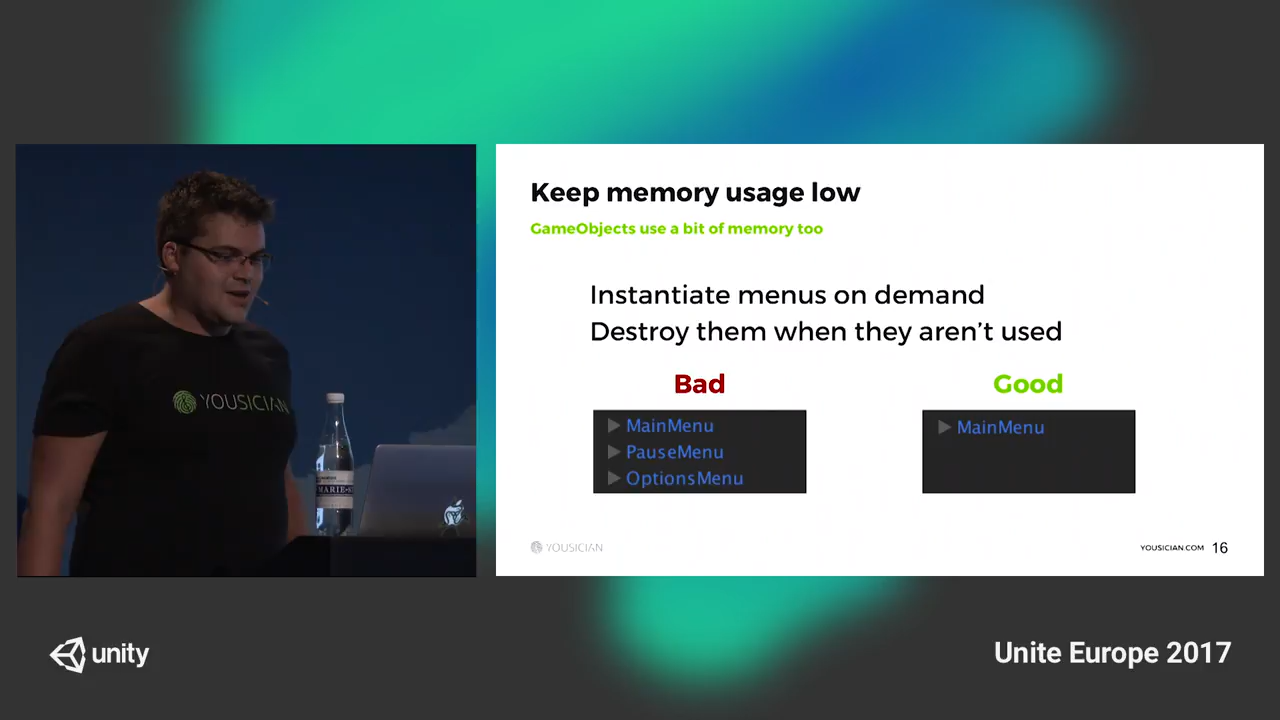 YOUSICIAN
MARIE-
Keep memory usage low
GameObjects use a bit of memory too
Instantiate menus on demand
Destroy them when they aren't used
Bad
Good
MainMenu
PauseMenu
OptionsMenu
MainMenu
YOUSICIAN
YOUSICIAN.COM 16
unity
Unite Europe 2017